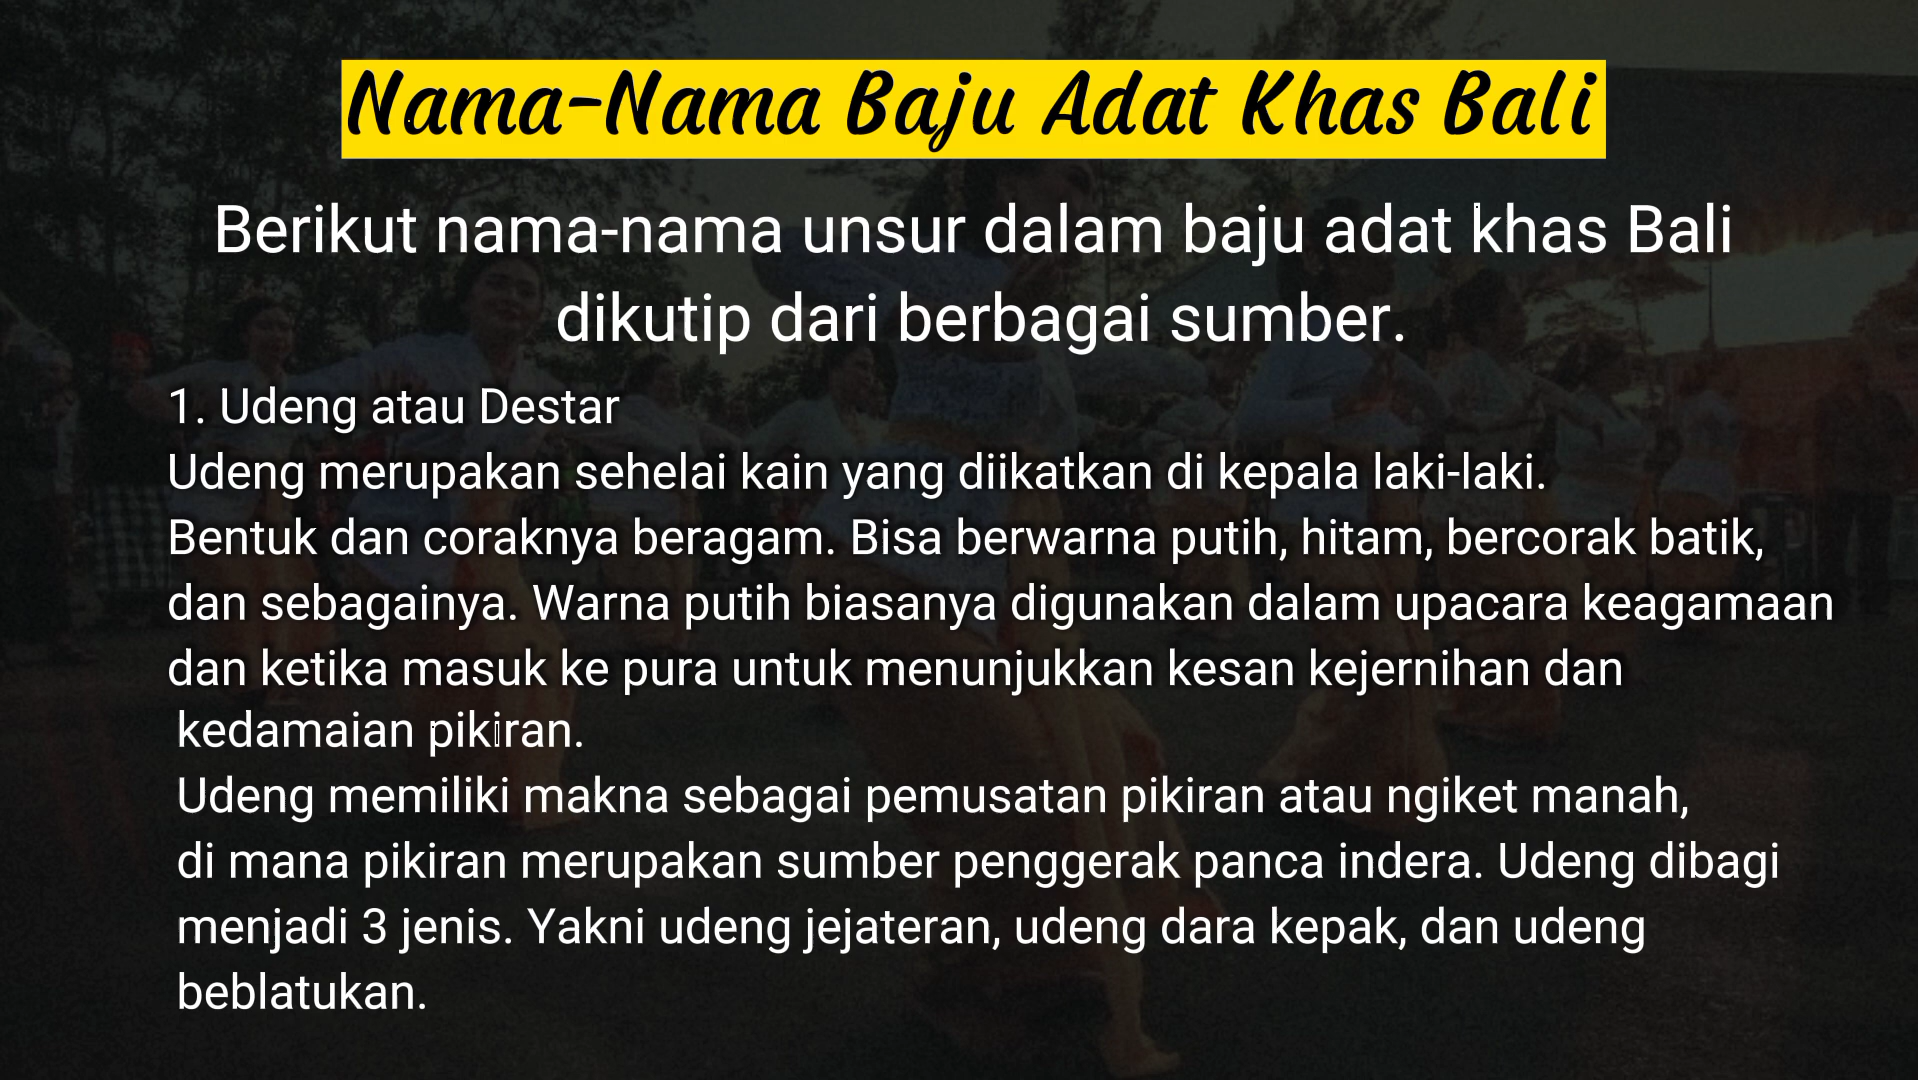 Nama-Nama Baju Adat Khas Bali
Berikut nama-nama unsur dalam baju adat khas Bali
dikutip dari berbagai sumber.
1. Udeng atau Destar
Udeng merupakan sehelai kain yang diikatkan di kepala laki-laki.
Bentuk dan coraknya beragam. Bisa berwarna putih, hitam, bercorak batik,
dan sebagainya. Warna putih biasanya digunakan dalam upacara keagamaan
dan ketika masuk ke pura untuk menunjukkan kesan kejernihan dan
kedamaian pikiran.
Udeng memiliki makna sebagai pemusatan pikiran atau ngiket manah,
di mana pikiran merupakan sumber penggerak panca indera. Udeng dibagi
menjadi 3 jenis. Yakni udeng jejateran, udeng dara kepak, dan udeng
beblatukan.